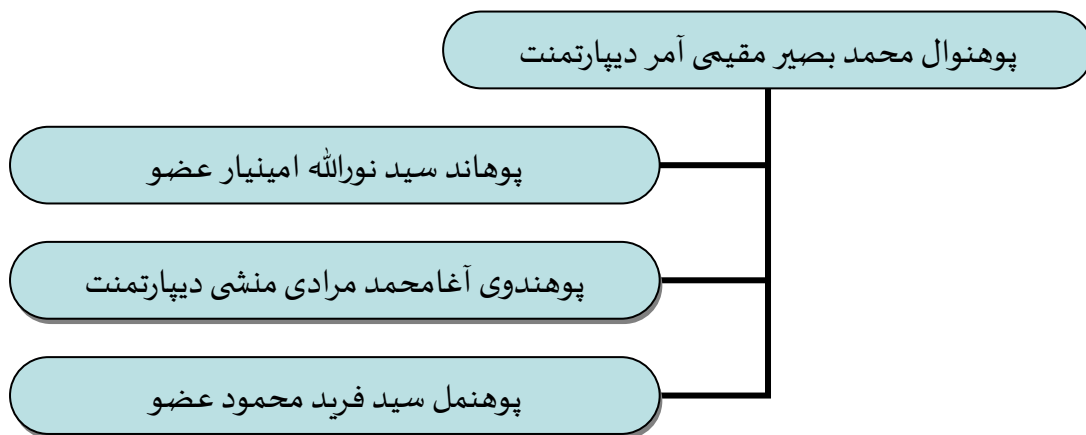 پوهنوال محمد بصیر مقیمی آمر دیپارتمنت
پوهاند سید نورالله امینیار عضو
پوهندوی آغامحمد مرادی منشی دیپارتمنت
پوهنمل سید فرید محمود عضو